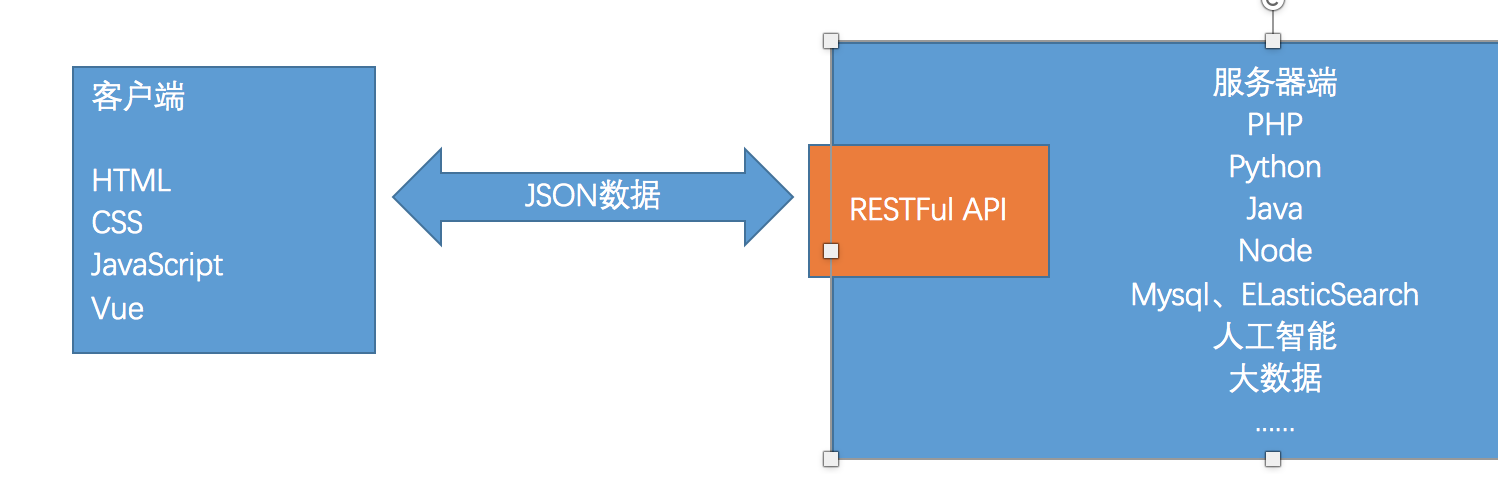 客户端
HTML
CSS
JavaScript
Vue
JSON数据
RESTFul API
服务器端
PHP
Python
Java
Node
Mysql、ELasticSearch
人工智能
大数据
......